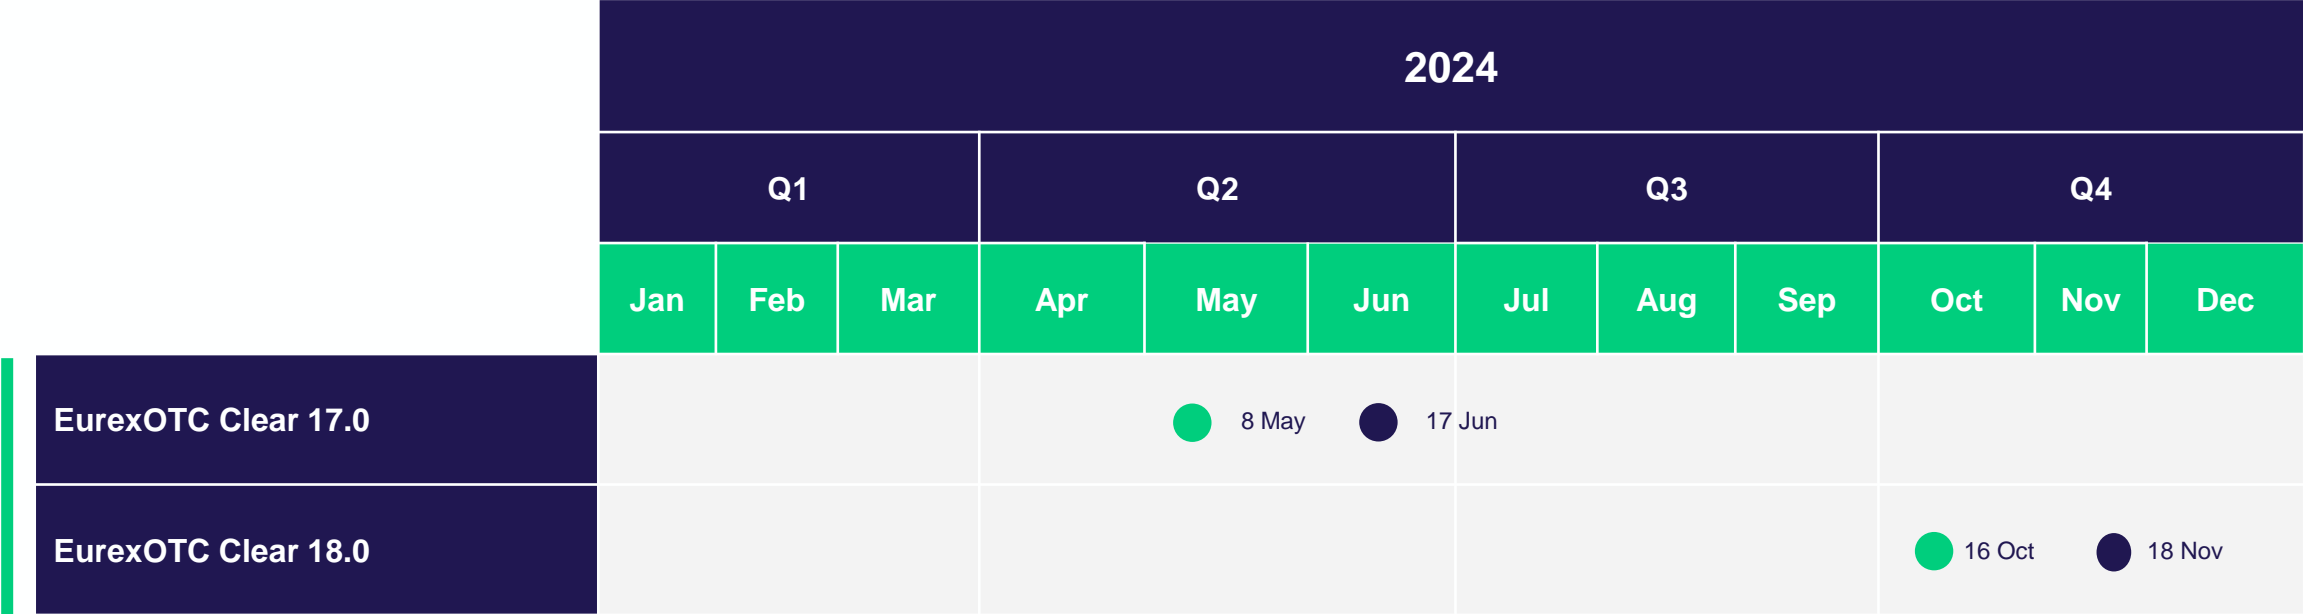 2024
Q1 Q2 Q3 Q4
Jan Feb Mar Apr May Jun Jul Aug Sep Oct Nov Dec
EurexOTC Clear 17.0 8 May 17 Jun
EurexOTC Clear 18.0 16 Oct 18 Nov